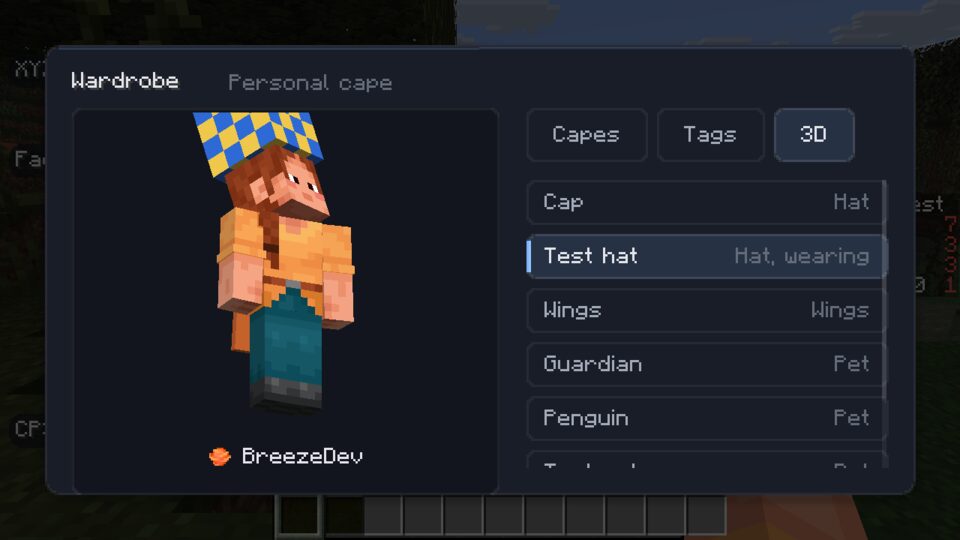 Wardrobe
Personal cape
Capes
Tags
3D
Cap
Hat
Test hat
Hat, wearing
Wings
Wings
Guardian
Pet
Penguin
Pet
BreezeDev